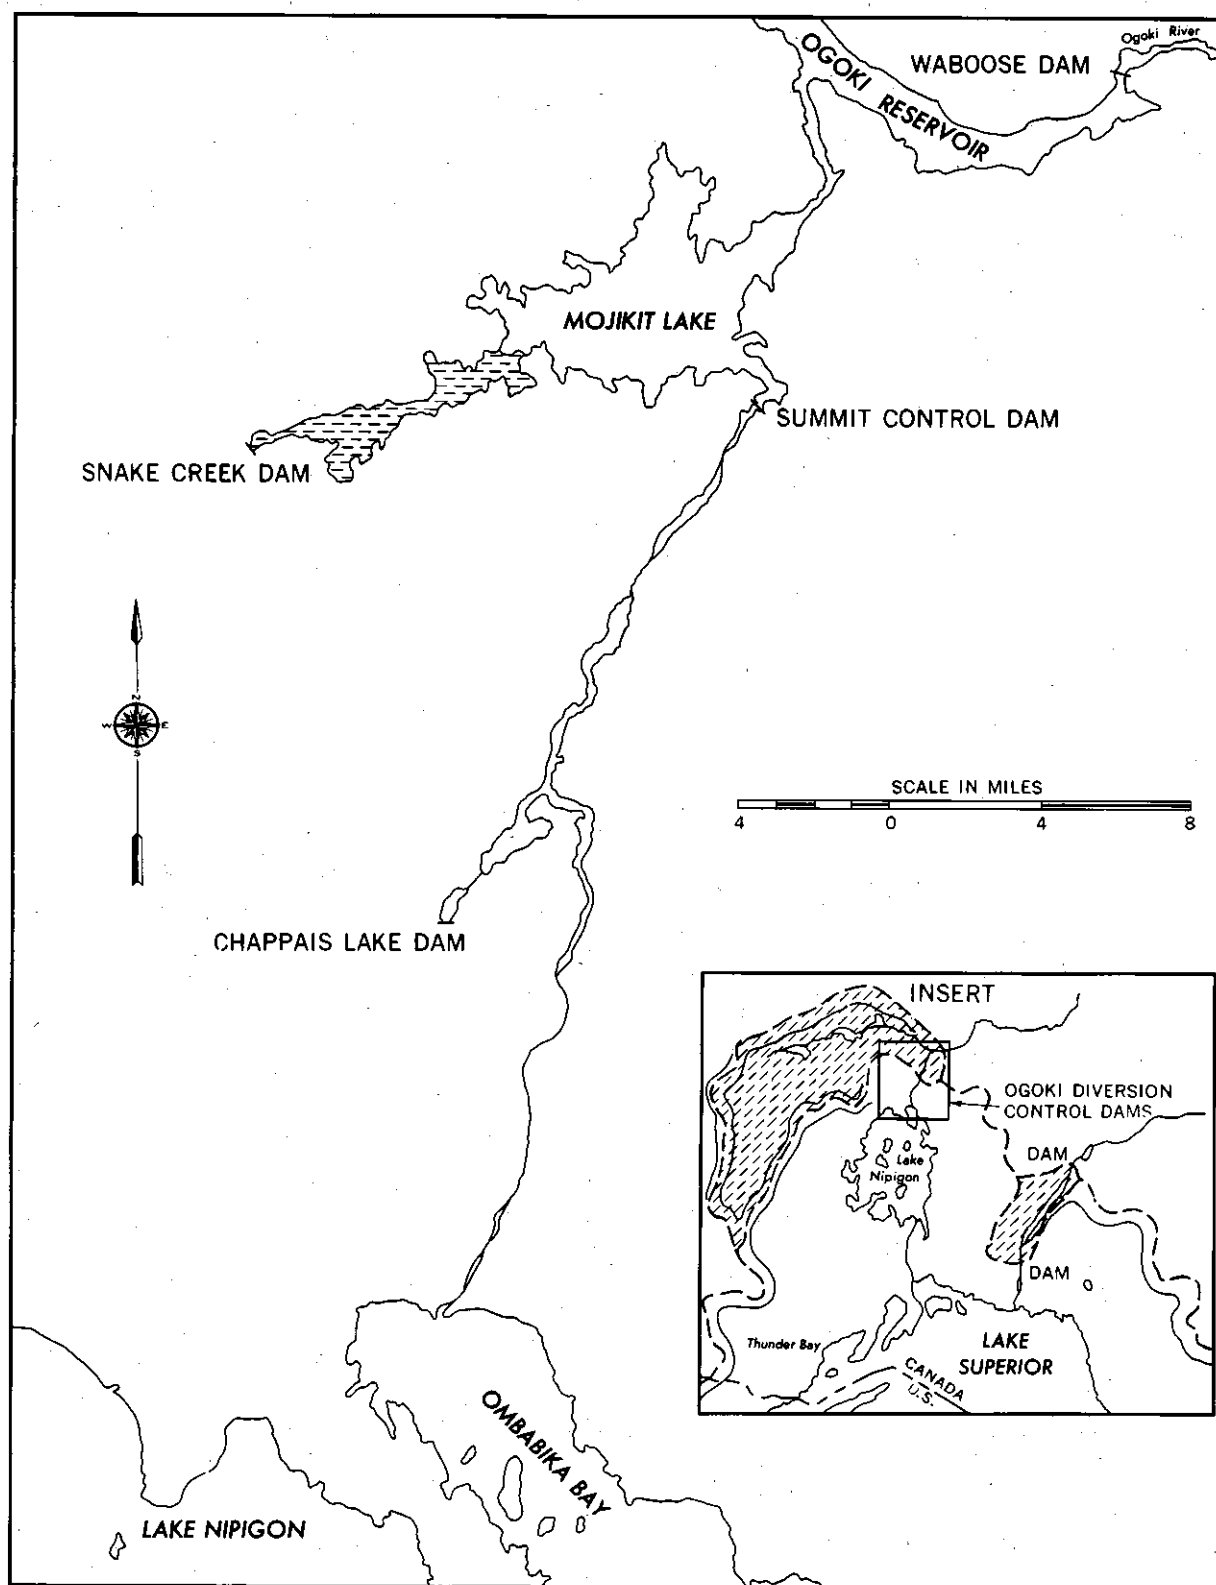 Ogoki River
WABOOSE DAM
OGOKI RESERVOIR
MOJIKIT LAKE
SUMMIT CONTROL DAM
SNAKE CREEK DAM
N
W E
S
SCALE IN MILES
4 0 4 8
CHAPPAIS LAKE DAM
INSERT
OGOKI DIVERSION
CONTROL DAMS
DAM
Lake
Nipigon
DAM
Thunder Bay
LAKE
SUPERIOR
CANADA
U.S.
OMBABIKA BAY
LAKE NIPIGON